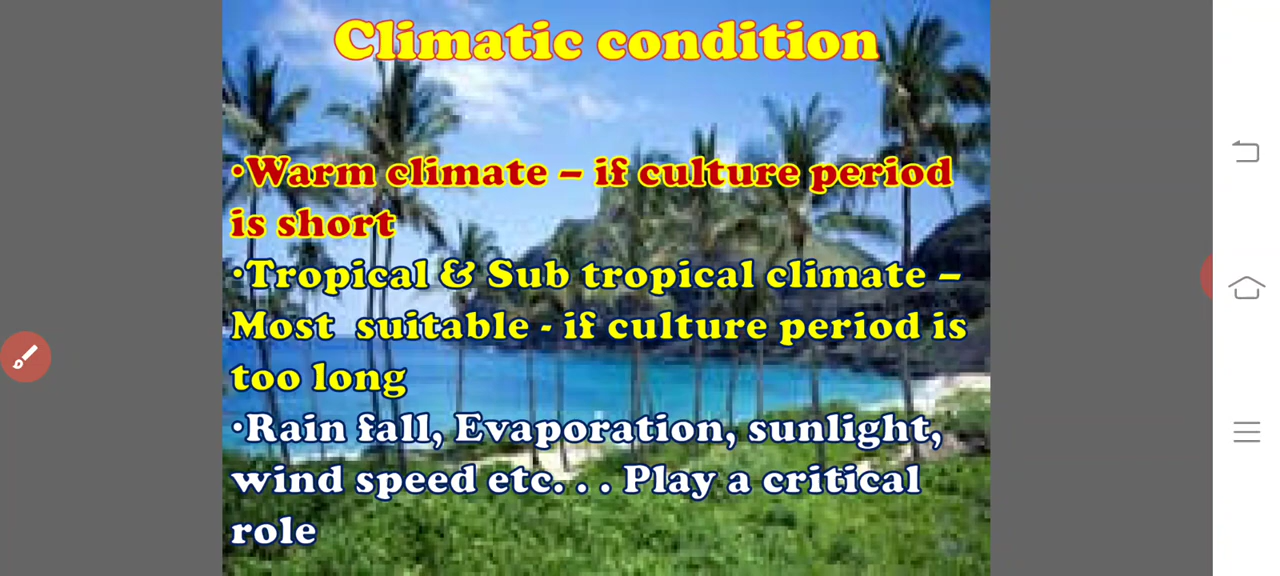 Climatic condition
•Warm climate – if culture period
is short
•Tropical & Sub tropical climate –
Most suitable - if culture period is
too long
•Rain fall, Evaporation, sunlight,
wind speed etc. . . Play a critical
role